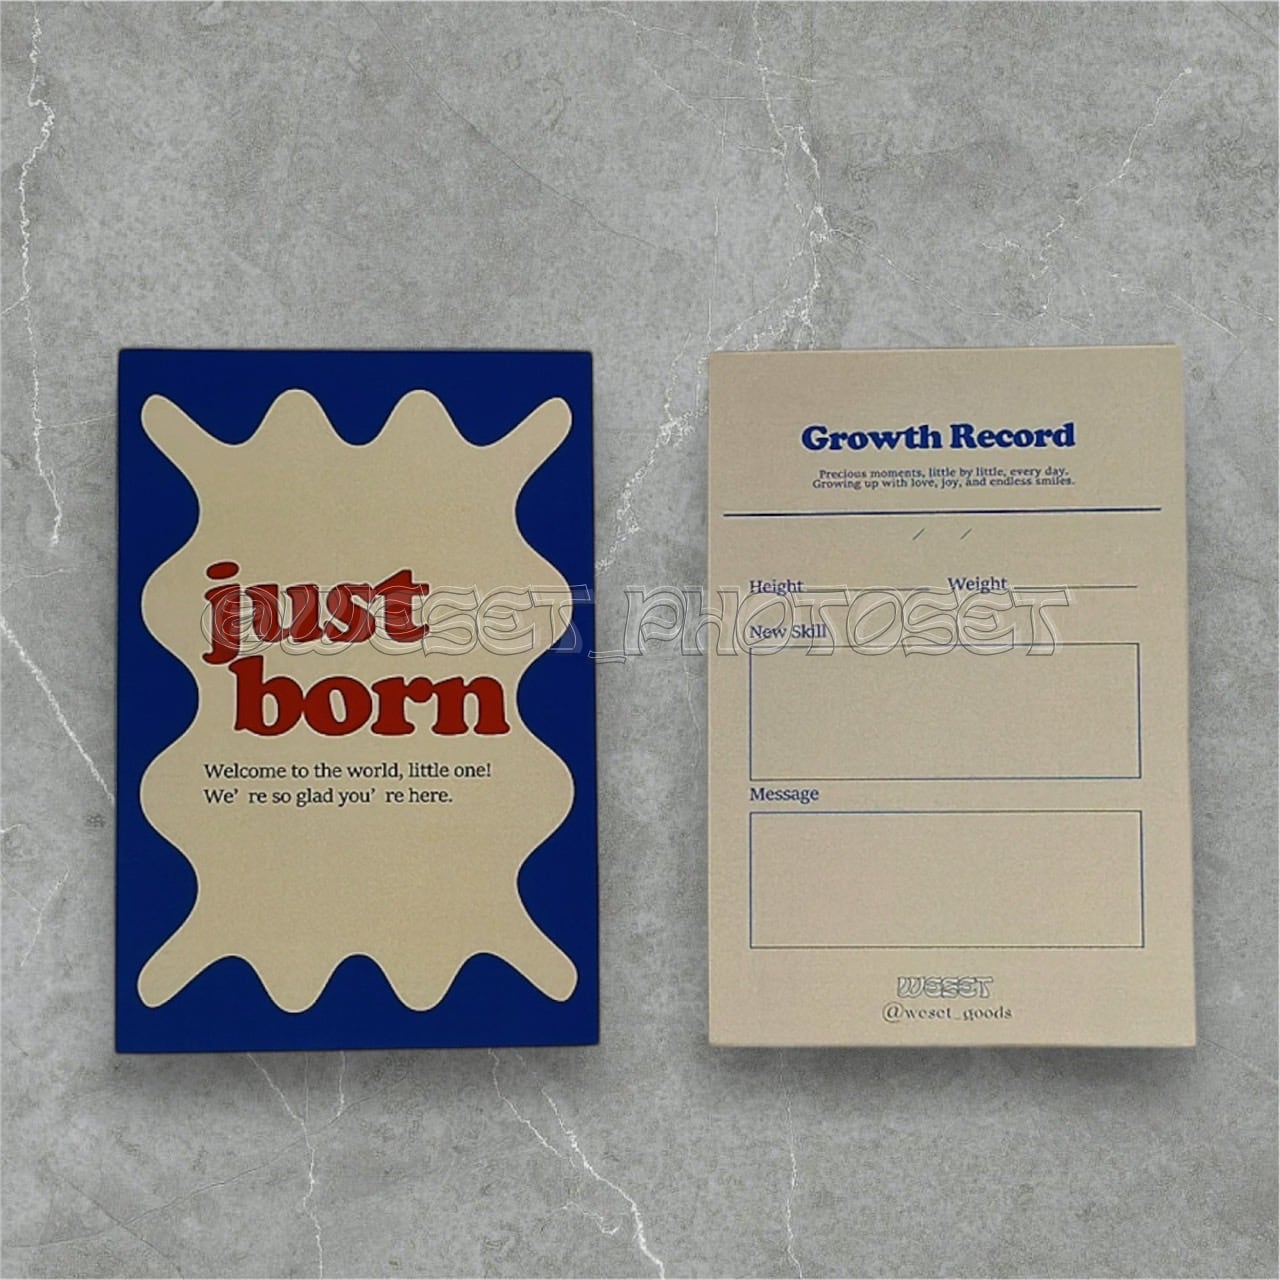 just
born
Welcome to the world, little one!
We’ re so glad you’ re here.
Growth Record
Precious moments, little by little, every day.
Growing up with love, joy, and endless smiles.
/ /
Height Weight
New Skill
Message
WESET
@weset_goods
@WESET_PHOTOSET